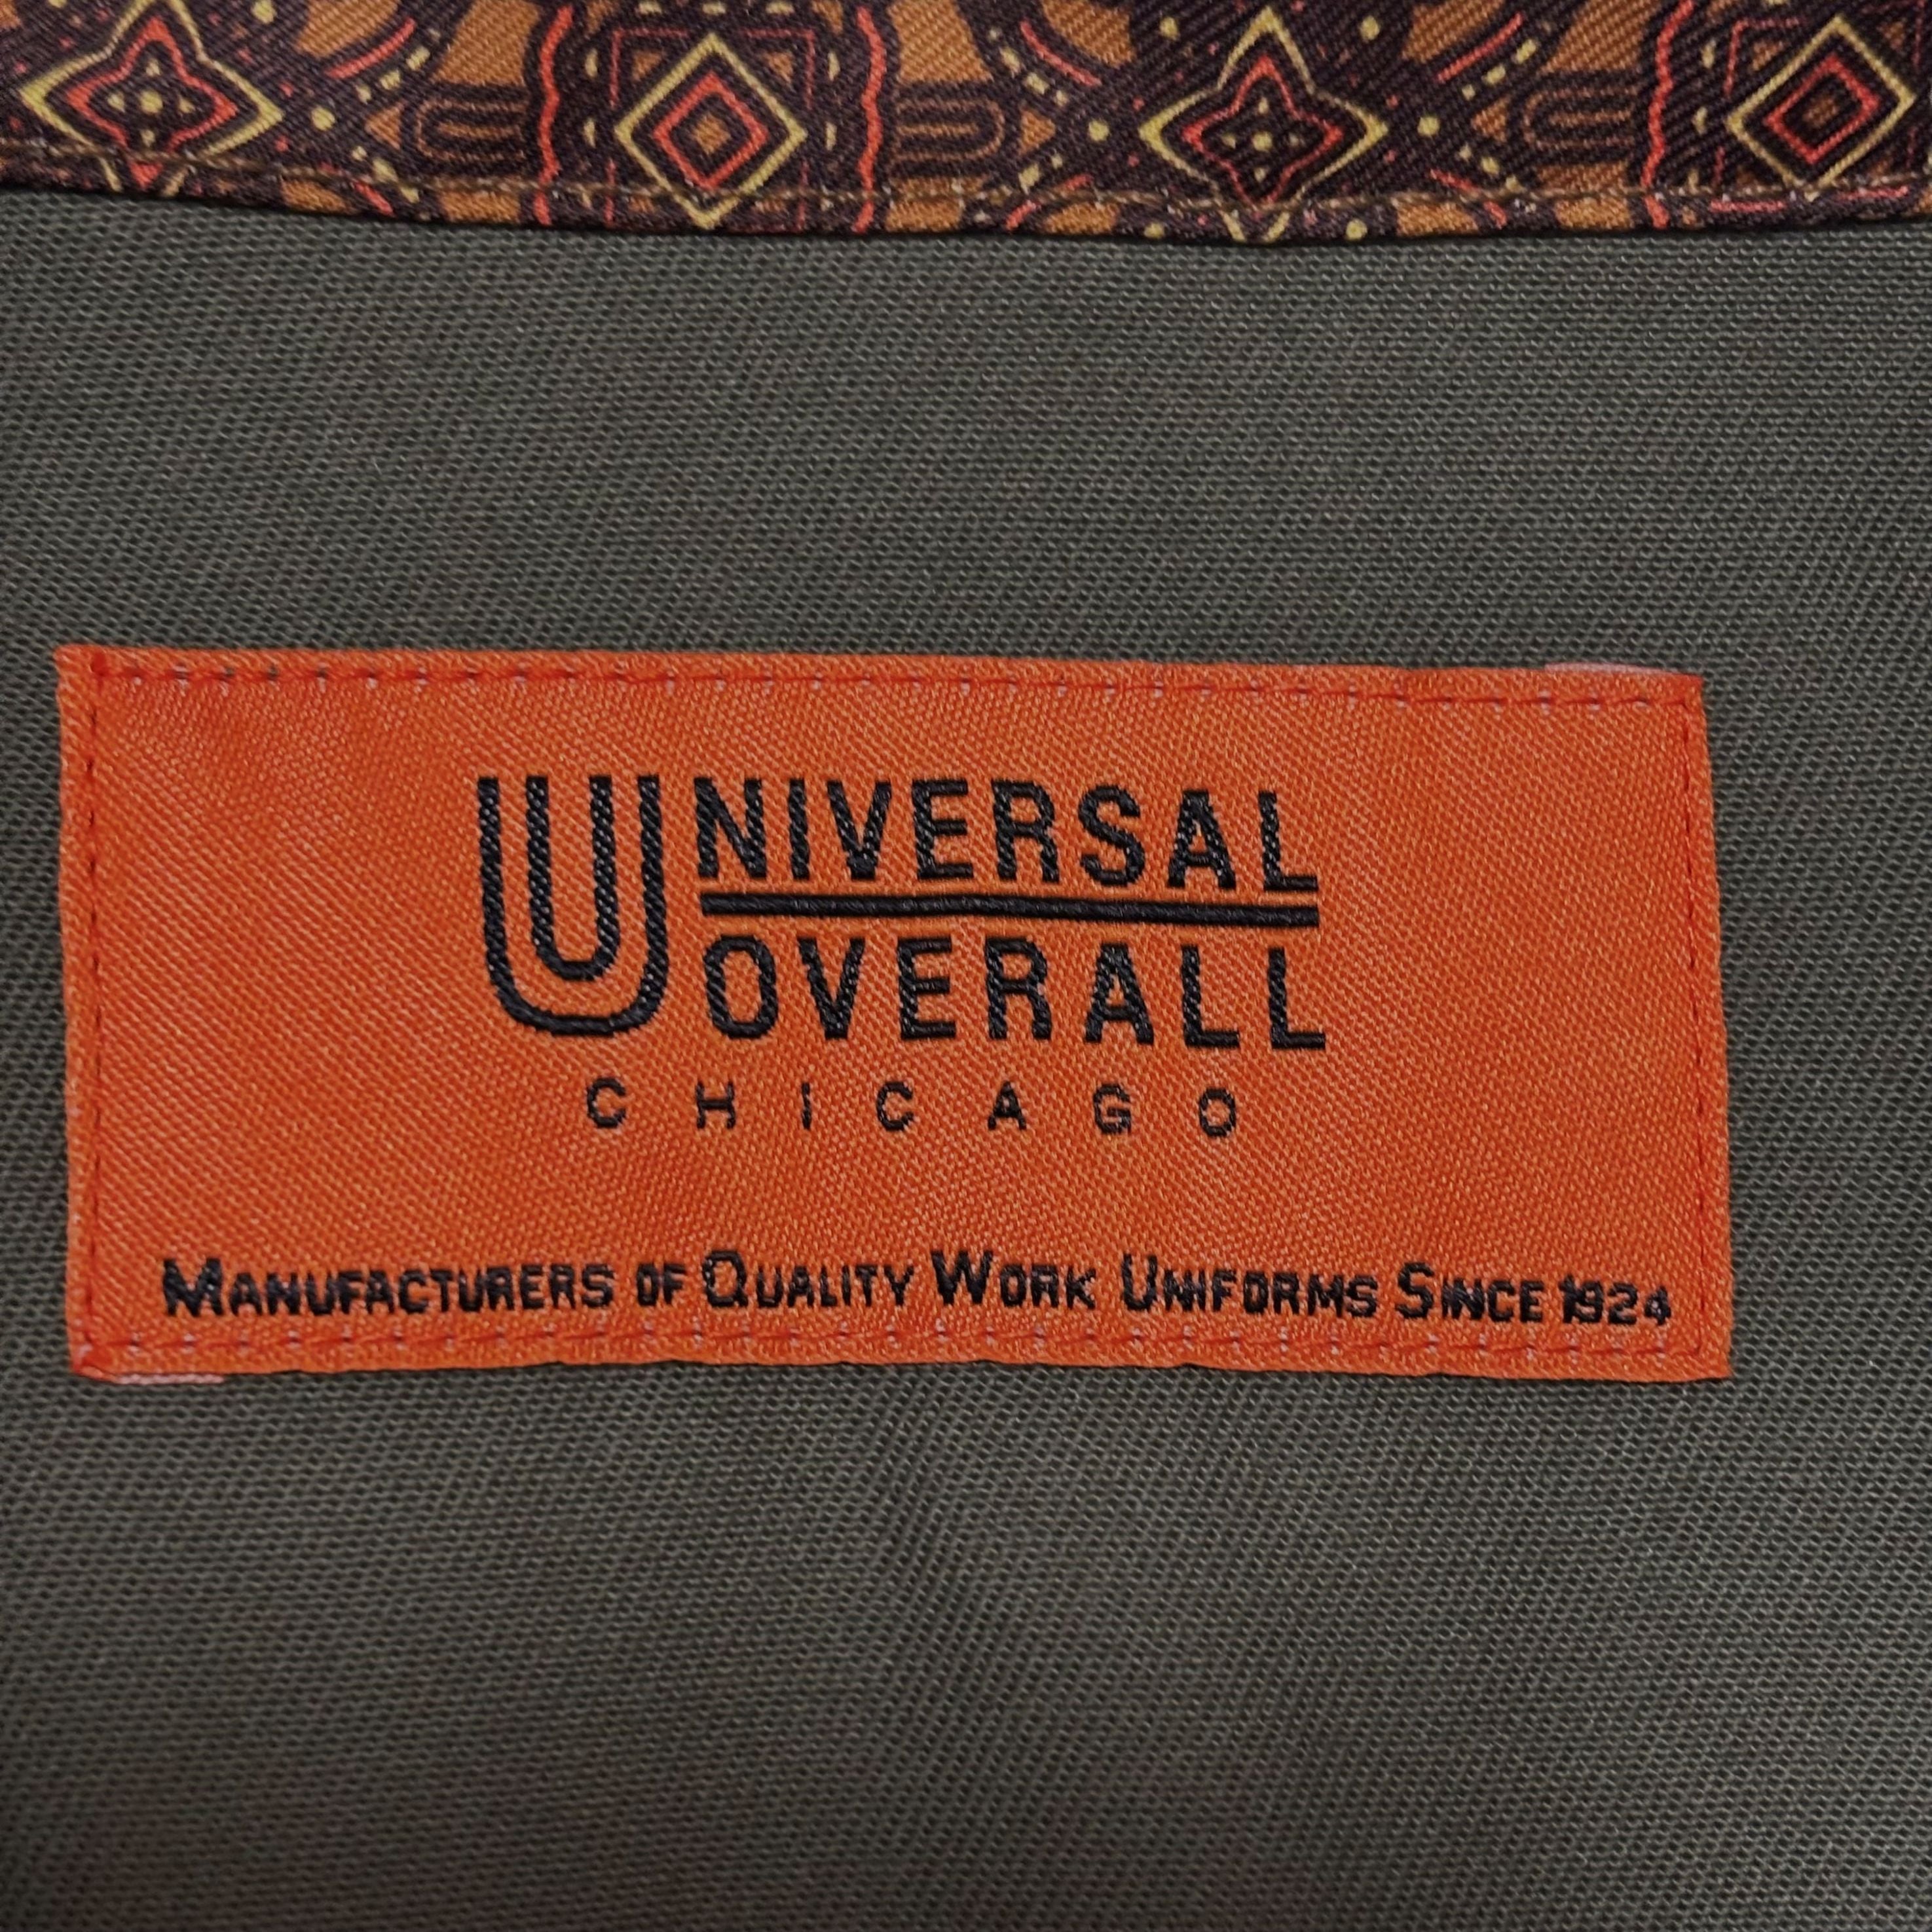 UNIVERSAL
OVERALL
CHICAGO
MANUFACTURERS OF QUALITY WORK UNIFORMS SINCE 1924